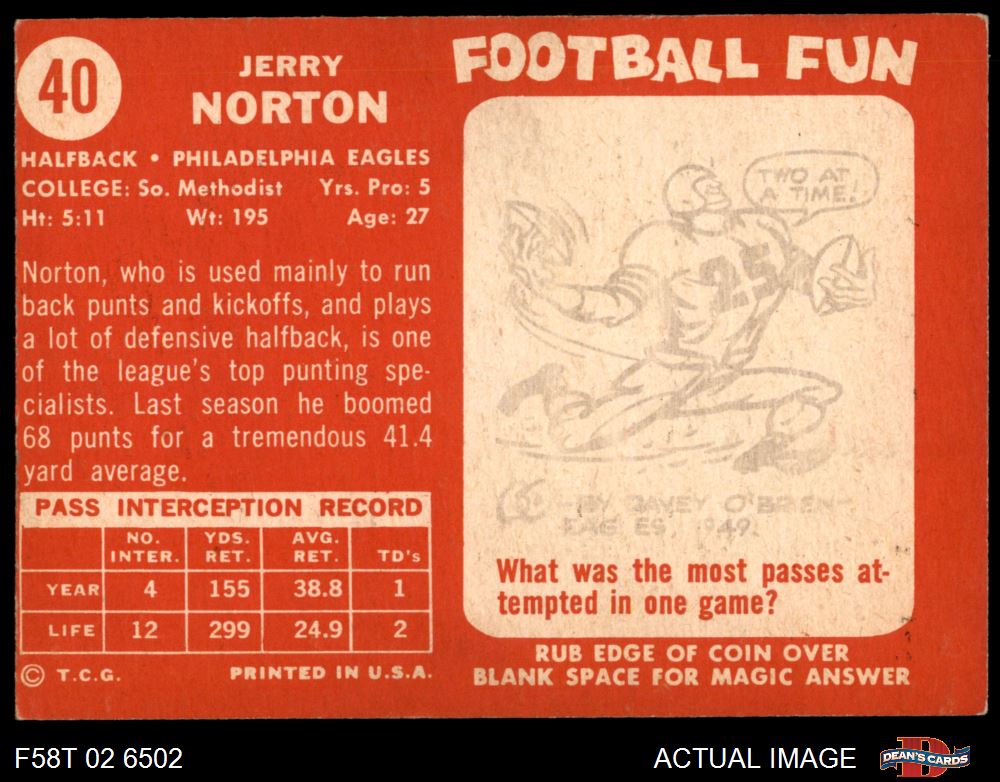 40
JERRY
NORTON
HALFBACK • PHILADELPHIA EAGLES
COLLEGE: So. Methodist Yrs. Pro: 5
Ht: 5:11 Wt: 195 Age: 27
Norton, who is used mainly to run
back punts and kickoffs, and plays
a lot of defensive halfback, is one
of the league's top punting spe-
cialists. Last season he boomed
68 punts for a tremendous 41.4
yard average.
PASS INTERCEPTION RECORD
NO. INTER. YDS. RET. AVG. RET. TD's
YEAR 4 155 38.8 1
LIFE 12 299 24.9 2
© T.C.G. PRINTED IN U.S.A.
FOOTBALL FUN
TWO AT
A TIME!
25
—BY DAVEY O'BRIEN—
EAGLES
What was the most passes at-
tempted in one game?
RUB EDGE OF COIN OVER
BLANK SPACE FOR MAGIC ANSWER
F58T 02 6502
ACTUAL IMAGE
DEAN'S CARDS